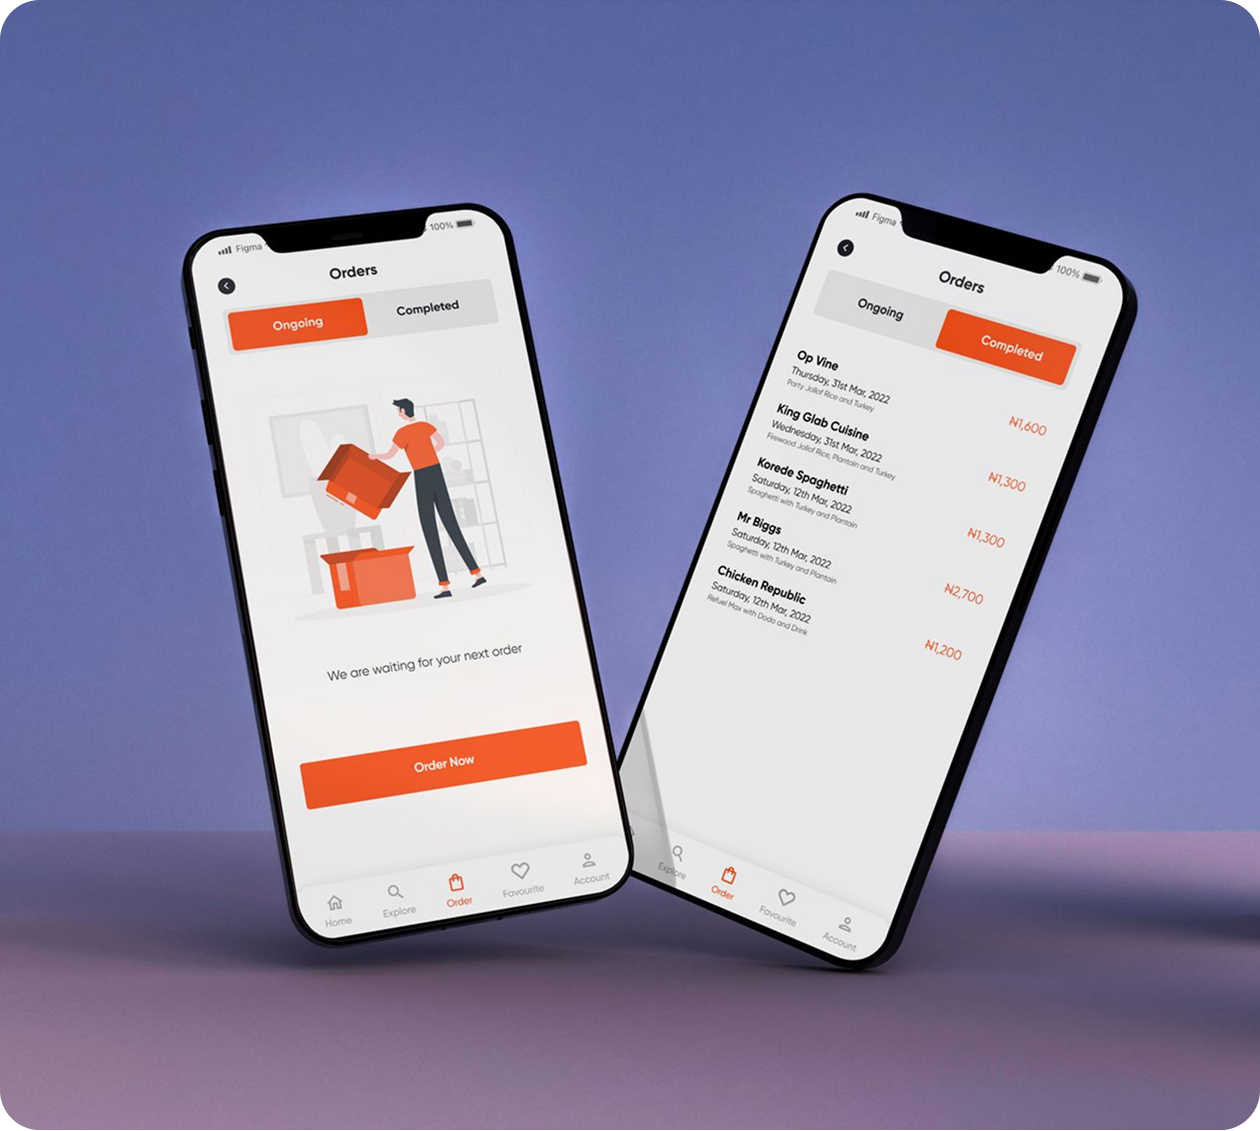 Figma
100%
Orders
Ongoing
Completed
We are waiting for your next order
Order Now
Home
Explore
Order
Favourite
Account
Figma
100%
Orders
Ongoing
Completed
Op Vine
Thursday, 31st Mar, 2022
Party Jollof Rice and Turkey
₦1,600
King Glab Cuisine
Wednesday, 31st Mar, 2022
Firewood Jollof Rice, Plantain and Turkey
₦1,300
Korede Spaghetti
Saturday, 12th Mar, 2022
Spaghetti with Turkey and Plantain
₦1,300
Mr Biggs
Saturday, 12th Mar, 2022
Spaghetti with Turkey and Plantain
₦2,700
Chicken Republic
Saturday, 12th Mar, 2022
Refuel Max with Dodo and Drink
₦1,200
Explore
Order
Favourite
Account